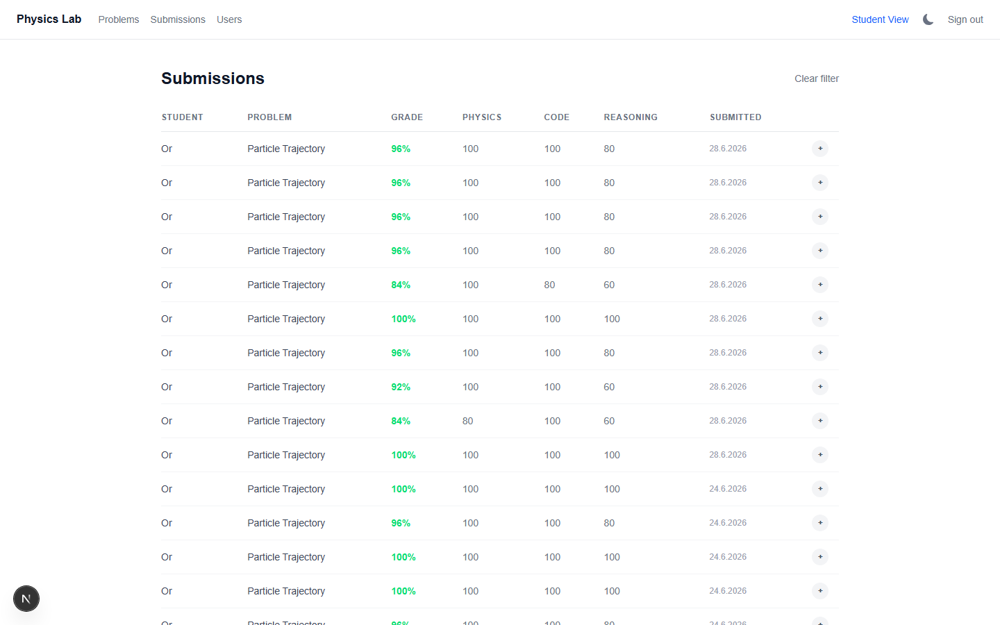 Physics Lab Problems Submissions Users Student View Sign out
Submissions Clear filter
STUDENT PROBLEM GRADE PHYSICS CODE REASONING SUBMITTED
Or Particle Trajectory 96% 100 100 80 28.6.2026 +
Or Particle Trajectory 96% 100 100 80 28.6.2026 +
Or Particle Trajectory 96% 100 100 80 28.6.2026 +
Or Particle Trajectory 96% 100 100 80 28.6.2026 +
Or Particle Trajectory 84% 100 80 60 28.6.2026 +
Or Particle Trajectory 100% 100 100 100 28.6.2026 +
Or Particle Trajectory 96% 100 100 80 28.6.2026 +
Or Particle Trajectory 92% 100 100 60 28.6.2026 +
Or Particle Trajectory 84% 80 100 60 28.6.2026 +
Or Particle Trajectory 100% 100 100 100 28.6.2026 +
Or Particle Trajectory 100% 100 100 100 24.6.2026 +
Or Particle Trajectory 96% 100 100 80 24.6.2026 +
Or Particle Trajectory 100% 100 100 100 24.6.2026 +
Or Particle Trajectory 100% 100 100 100 24.6.2026 +
N
Or Particle Trajectory 96% 100 100 80 24.6.2026 +